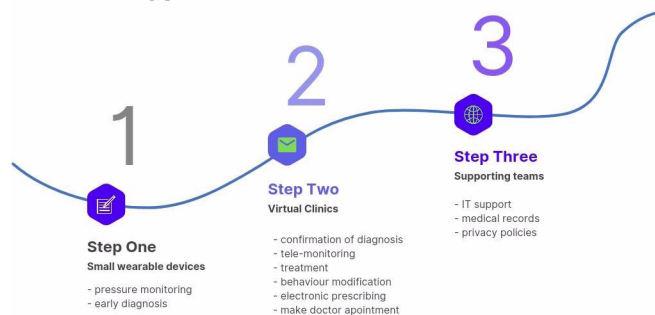 1
Step One
Small wearable devices
- pressure monitoring
- early diagnosis
2
Step Two
Virtual Clinics
- confirmation of diagnosis
- tele-monitoring
- treatment
- behaviour modification
- electronic prescribing
- make doctor apointment
3
Step Three
Supporting teams
- IT support
- medical records
- privacy policies